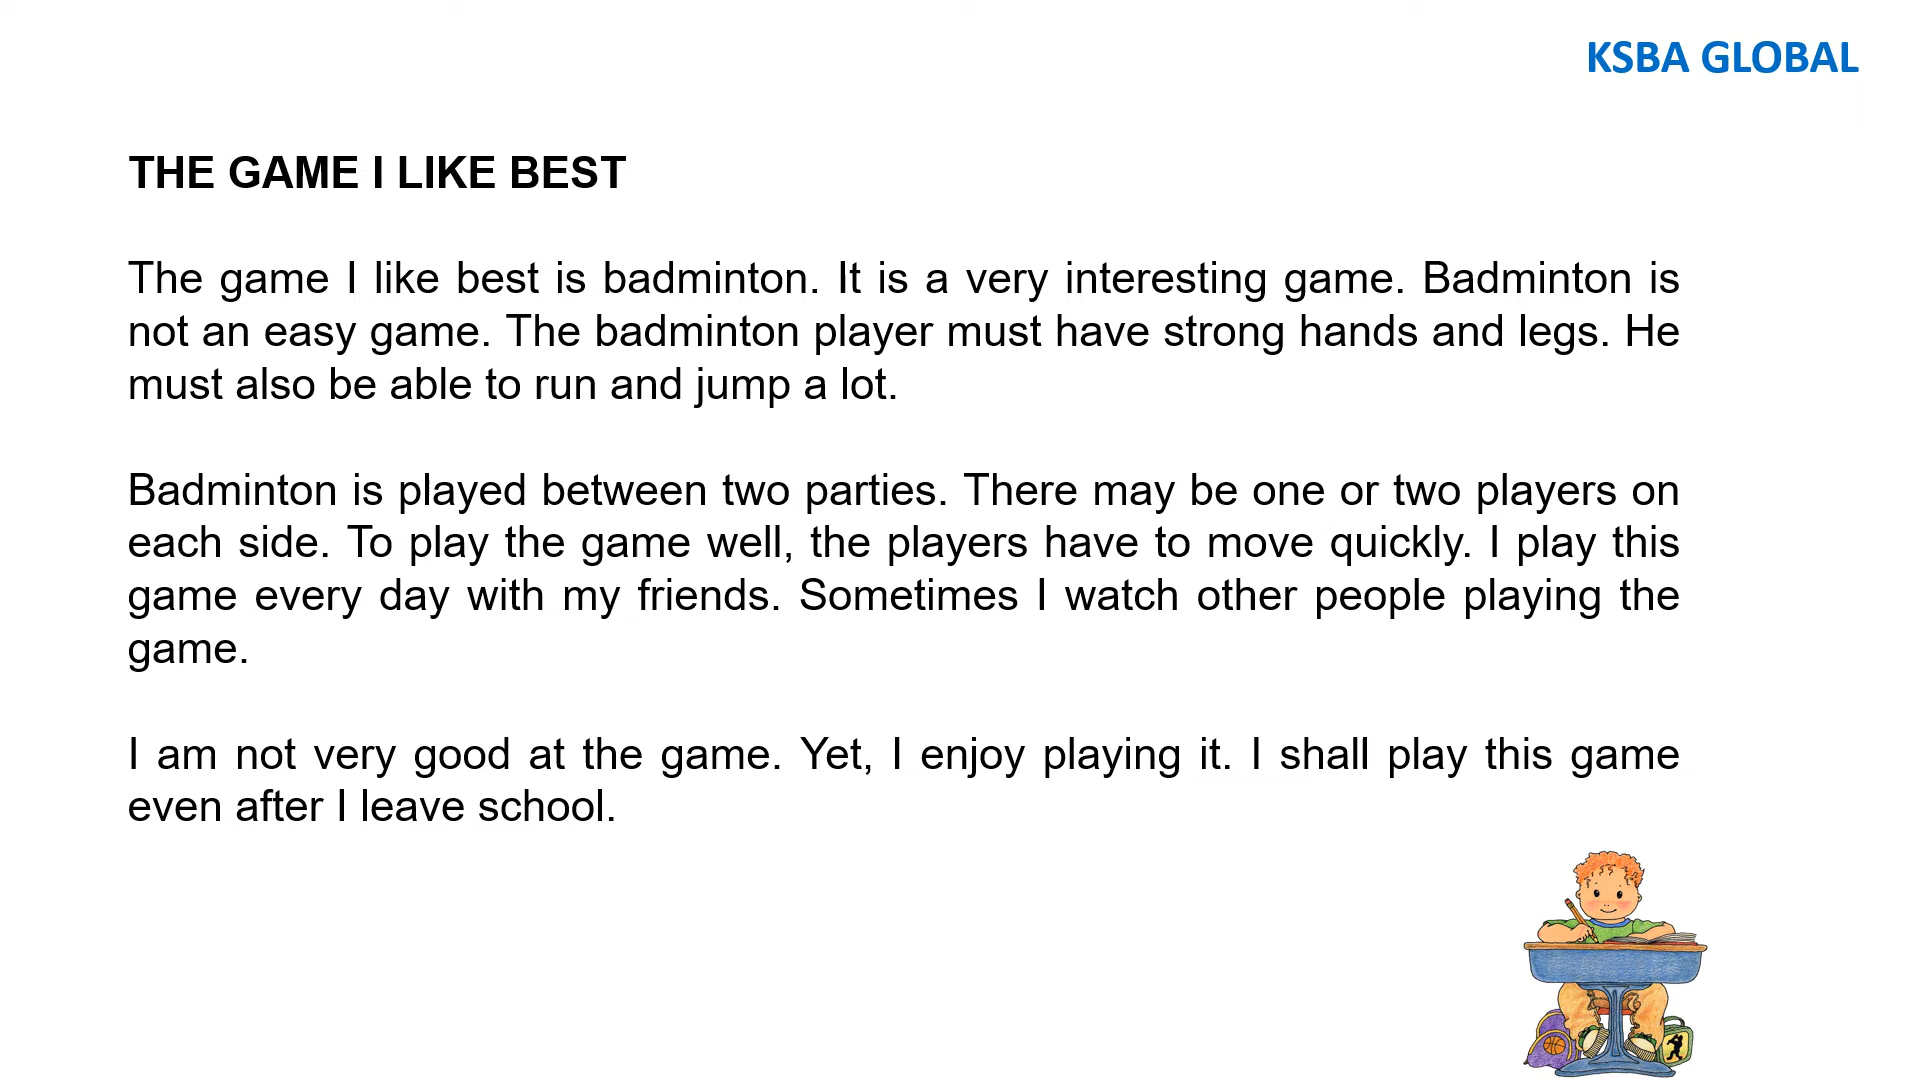 KSBA GLOBAL
THE GAME I LIKE BEST
The game I like best is badminton. It is a very interesting game. Badminton is
not an easy game. The badminton player must have strong hands and legs. He
must also be able to run and jump a lot.
Badminton is played between two parties. There may be one or two players on
each side. To play the game well, the players have to move quickly. I play this
game every day with my friends. Sometimes I watch other people playing the
game.
I am not very good at the game. Yet, I enjoy playing it. I shall play this game
even after I leave school.